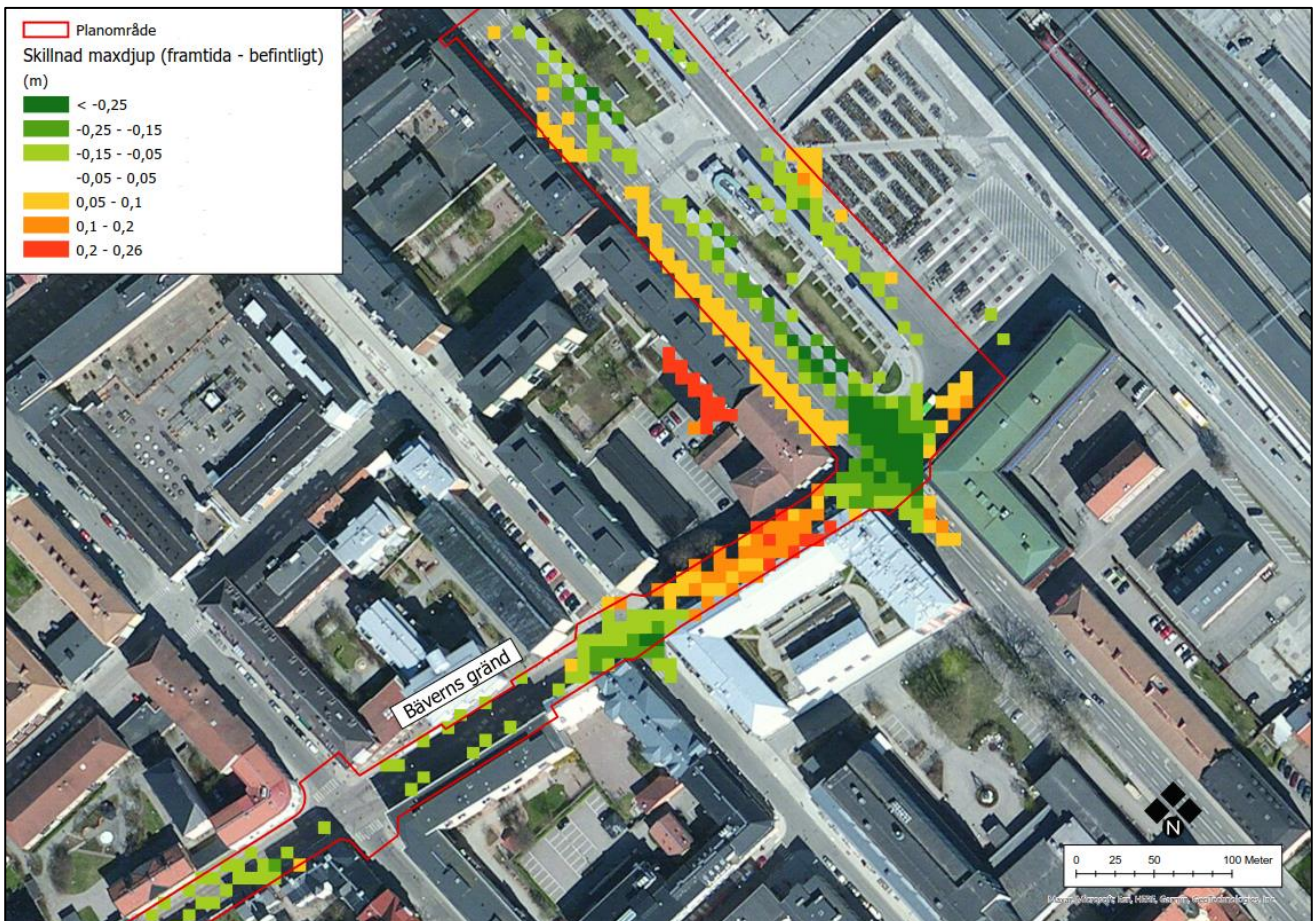 Planområde
Skillnad maxdjup (framtida - befintligt)
(m)
< -0,25
-0,25 - -0,15
-0,15 - -0,05
-0,05 - 0,05
0,05 - 0,1
0,1 - 0,2
0,2 - 0,26
Bäverns gränd
N
0 25 50 100 Meter